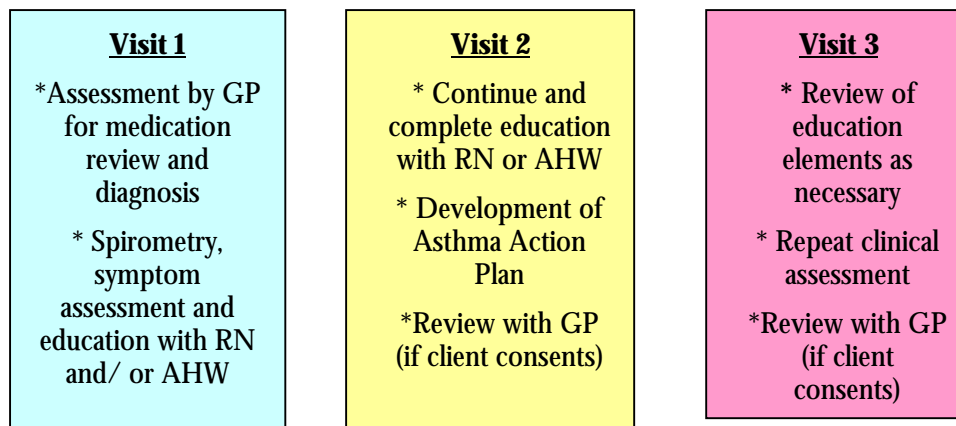 Visit 1
*Assessment by GP
for medication
review and
diagnosis
* Spirometry,
symptom
assessment and
education with RN
and/ or AHW
Visit 2
* Continue and
complete education
with RN or AHW
* Development of
Asthma Action
Plan
*Review with GP
(if client consents)
Visit 3
* Review of
education
elements as
necessary
* Repeat clinical
assessment
*Review with GP
(if client
consents)